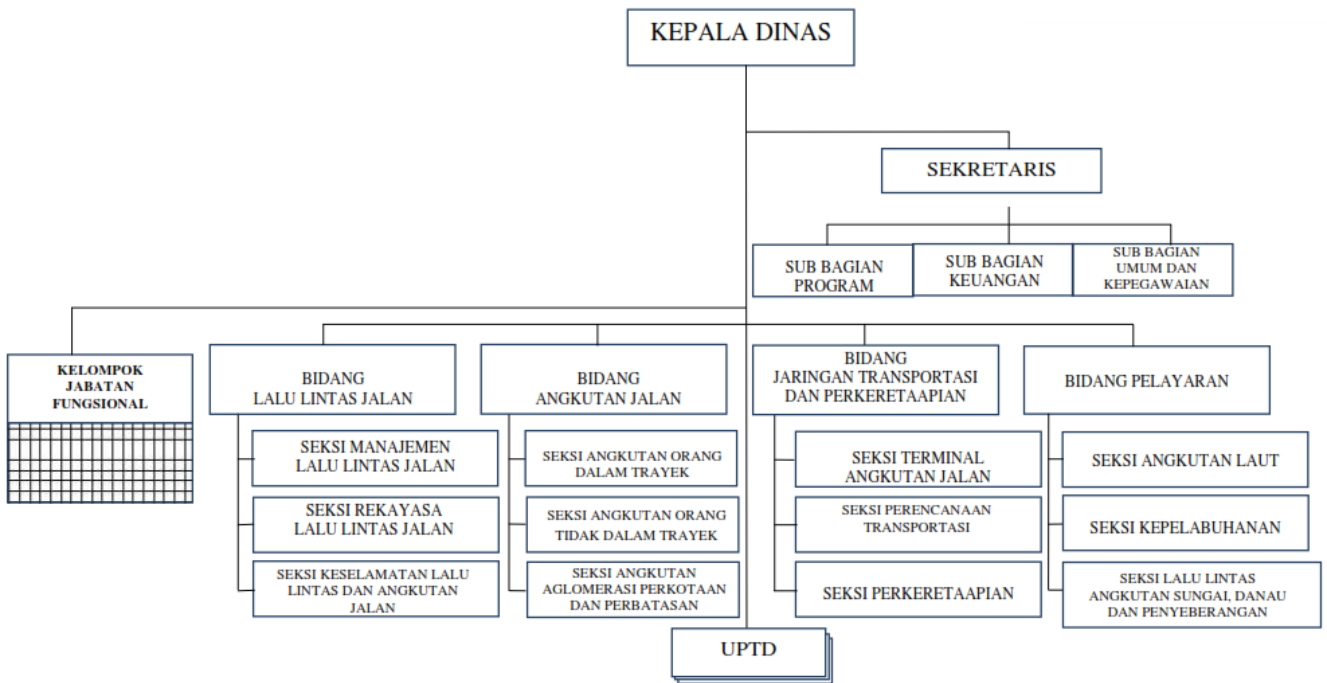 KEPALA DINAS
SEKRETARIS
SUB BAGIAN
PROGRAM
SUB BAGIAN
KEUANGAN
SUB BAGIAN
UMUM DAN
KEPEGAWAIAN
KELOMPOK
JABATAN
FUNGSIONAL
BIDANG
LALU LINTAS JALAN
SEKSI MANAJEMEN
LALU LINTAS JALAN
SEKSI REKAYASA
LALU LINTAS JALAN
SEKSI KESELAMATAN LALU
LINTAS DAN ANGKUTAN
JALAN
BIDANG
ANGKUTAN JALAN
SEKSI ANGKUTAN ORANG
DALAM TRAYEK
SEKSI ANGKUTAN ORANG
TIDAK DALAM TRAYEK
SEKSI ANGKUTAN
AGLOMERASI PERKOTAAN
DAN PERBATASAN
BIDANG
JARINGAN TRANSPORTASI
DAN PERKERETAAPIAN
SEKSI TERMINAL
ANGKUTAN JALAN
SEKSI PERENCANAAN
TRANSPORTASI
SEKSI PERKERETAAPIAN
BIDANG PELAYARAN
SEKSI ANGKUTAN LAUT
SEKSI KEPELABUHANAN
SEKSI LALU LINTAS
ANGKUTAN SUNGAI, DANAU
DAN PENYEBERANGAN
UPTD